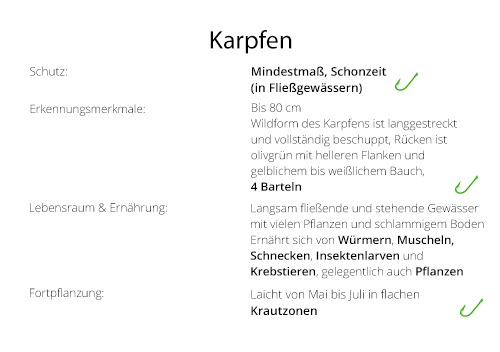 Karpfen
Schutz:
Mindestmaß, Schonzeit
(in Fließgewässern)
Erkennungsmerkmale:
Bis 80 cm
Wildform des Karpfens ist langgestreckt
und vollständig beschuppt, Rücken ist
olivgrün mit helleren Flanken und
gelblichem bis weißlichem Bauch,
4 Barteln
Lebensraum & Ernährung:
Langsam fließende und stehende Gewässer
mit vielen Pflanzen und schlammigem Boden
Ernährt sich von Würmern, Muscheln,
Schnecken, Insektenlarven und
Krebstieren, gelegentlich auch Pflanzen
Fortpflanzung:
Laicht von Mai bis Juli in flachen
Krautzonen